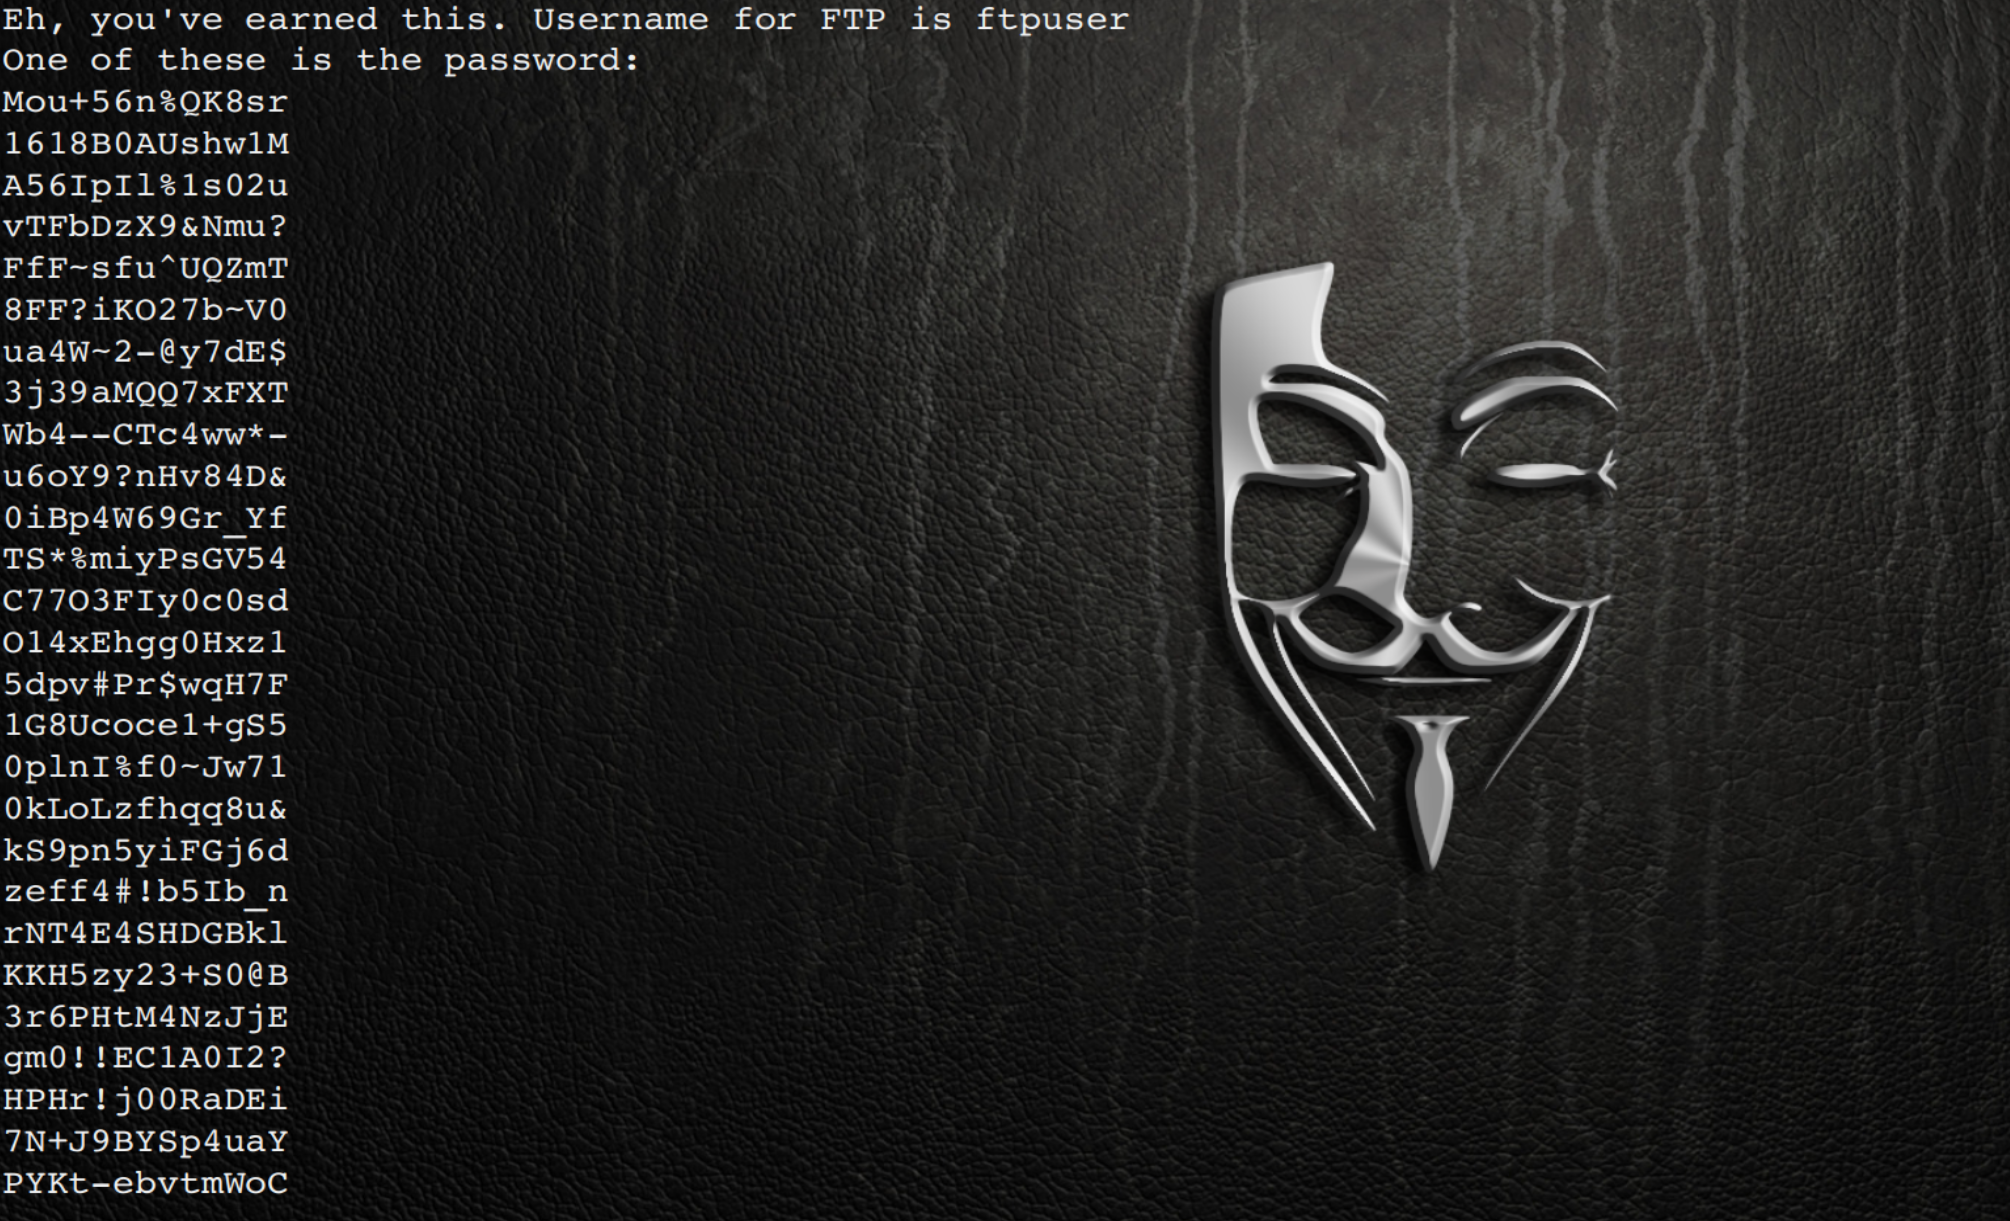 Eh, you've earned this. Username for FTP is ftpuser
One of these is the password:
Mou+56n%QK8sr
1618B0AUshw1M
A56IpIl%1s02u
vTFbDzX9&Nmu?
FfF~sfu^UQZmT
8FF?iKO27b~V0
ua4W~2-@y7dE$
3j39aMQQ7xFXT
Wb4--CTc4ww*-
u6oY9?nHv84D&
0iBp4W69Gr_Yf
TS*%miyPsGV54
C77O3FIy0c0sd
O14xEhgg0Hxz1
5dpv#Pr$wqH7F
1G8Ucoce1+gS5
0plnI%f0~Jw71
0kLoLzfhqq8u&
kS9pn5yiFGj6d
zeff4#!b5Ib_n
rNT4E4SHDGBkl
KKH5zy23+S0@B
3r6PHtM4NzJjE
gm0!!EC1A0I2?
HPHr!j00RaDEi
7N+J9BYSp4uaY
PYKt-ebvtmWoC